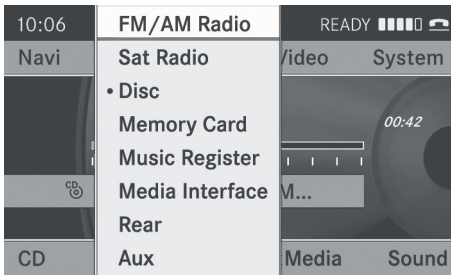 10:06 FM/AM Radio READY
Navi Sat Radio /ideo System
• Disc
Memory Card 00:42
Music Register
CD Media Interface M...
Rear
CD Aux Media Sound